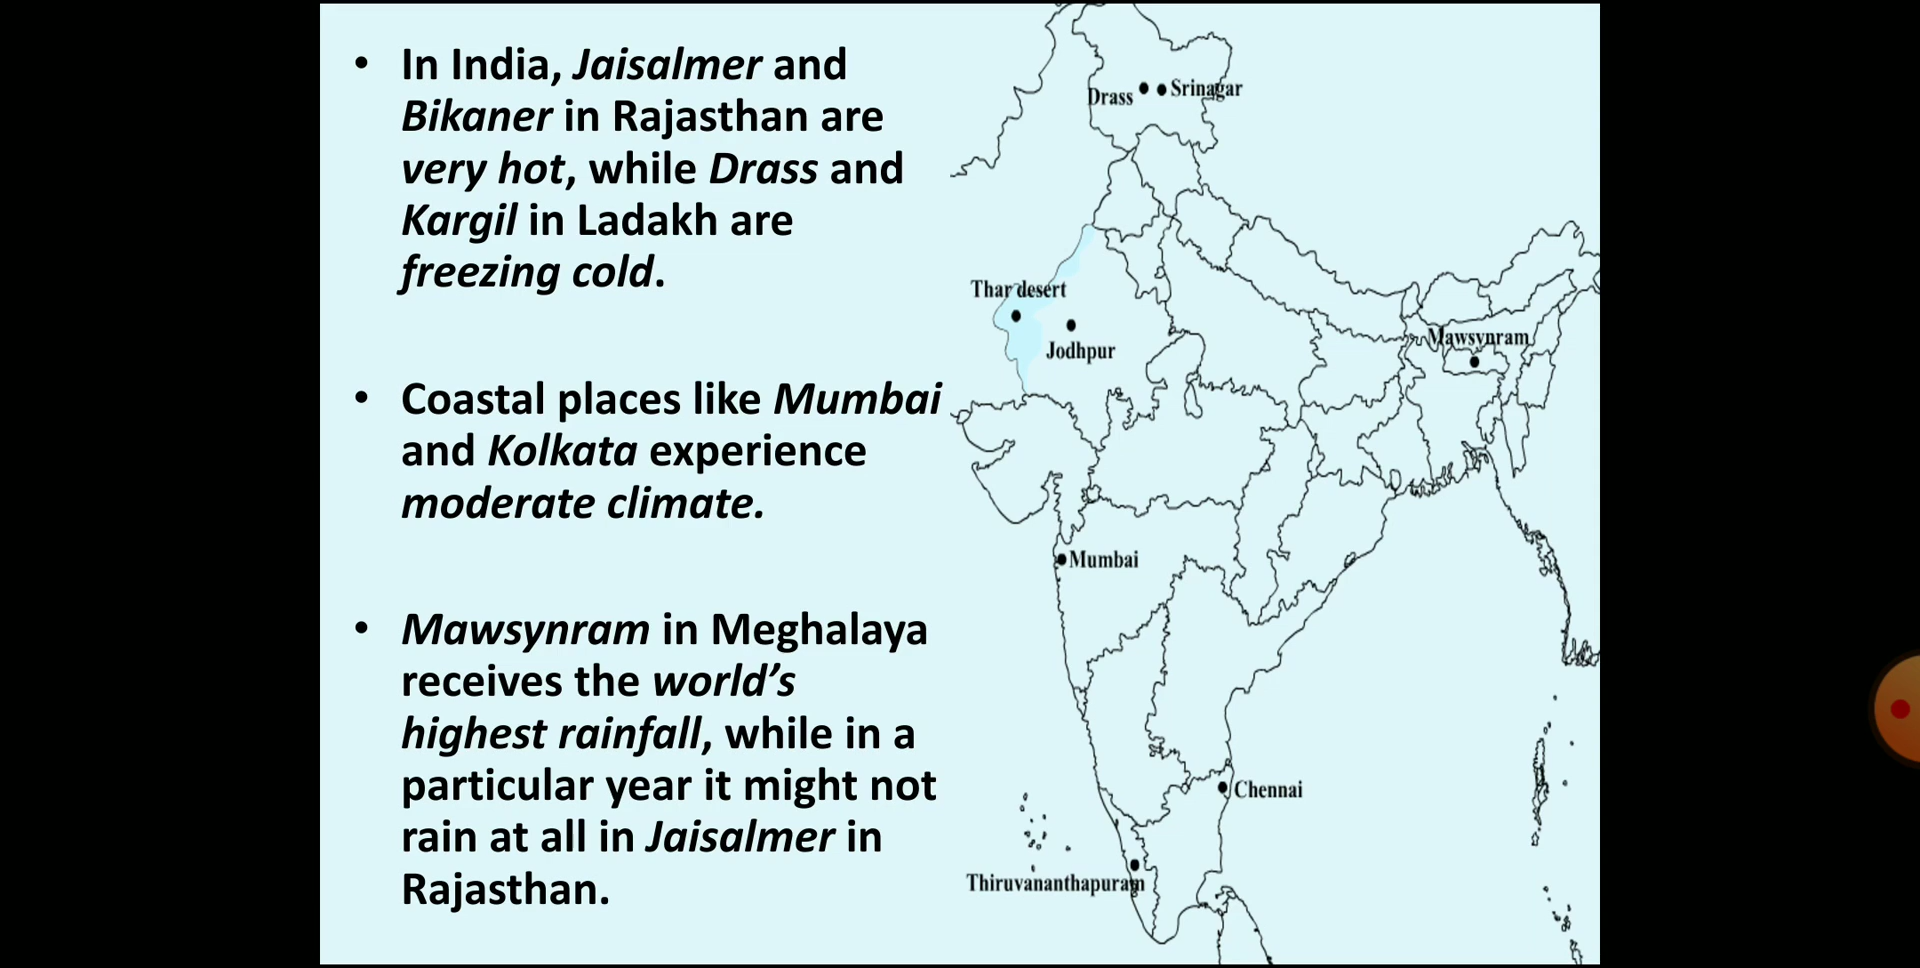 • In India, Jaisalmer and
Bikaner in Rajasthan are
very hot, while Drass and
Kargil in Ladakh are
freezing cold.
• Coastal places like Mumbai
and Kolkata experience
moderate climate.
• Mawsynram in Meghalaya
receives the world’s
highest rainfall, while in a
particular year it might not
rain at all in Jaisalmer in
Rajasthan.
Drass
Srinagar
Thar desert
Jodhpur
Mawsynram
Mumbai
Chennai
Thiruvananthapuram